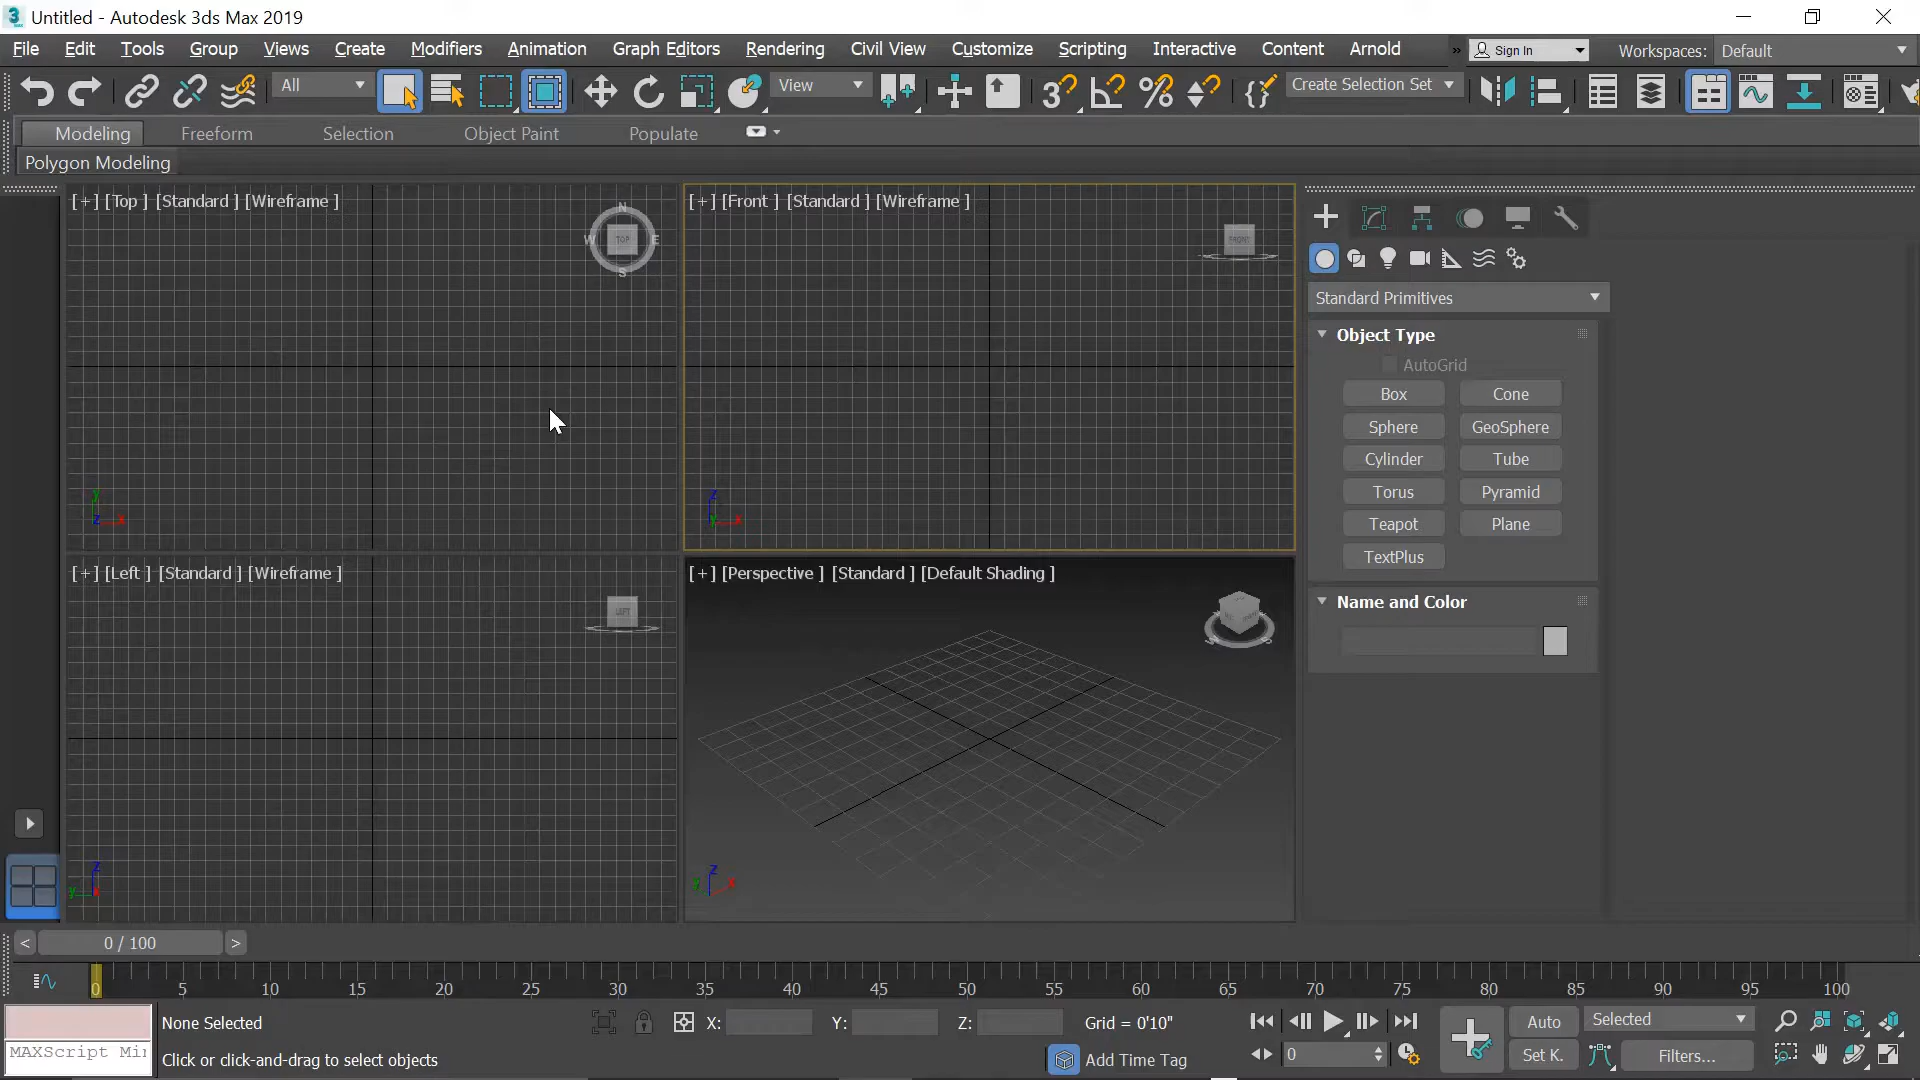 Untitled - Autodesk 3ds Max 2019
File Edit Tools Group Views Create Modifiers Animation Graph Editors Rendering Civil View Customize Scripting Interactive Content Arnold » Sign In Workspaces: Default
All View 3 Create Selection Set
Modeling Freeform Selection Object Paint Populate
Polygon Modeling
[+] [Top ] [Standard ] [Wireframe ]
N
W TOP E
S
y
z x
[+] [Front ] [Standard ] [Wireframe ]
FRONT
z
y x
[+] [Left ] [Standard ] [Wireframe ]
LEFT
z
y x
[+] [Perspective ] [Standard ] [Default Shading ]
z
y x
Standard Primitives
Object Type
AutoGrid
Box Cone
Sphere GeoSphere
Cylinder Tube
Torus Pyramid
Teapot Plane
TextPlus
Name and Color
< 0 / 100 >
0 5 10 15 20 25 30 35 40 45 50 55 60 65 70 75 80 85 90 95 100
None Selected X: Y: Z: Grid = 0'10" Auto Selected
MAXScript Mi Click or click-and-drag to select objects Add Time Tag 0 Set K. Filters...